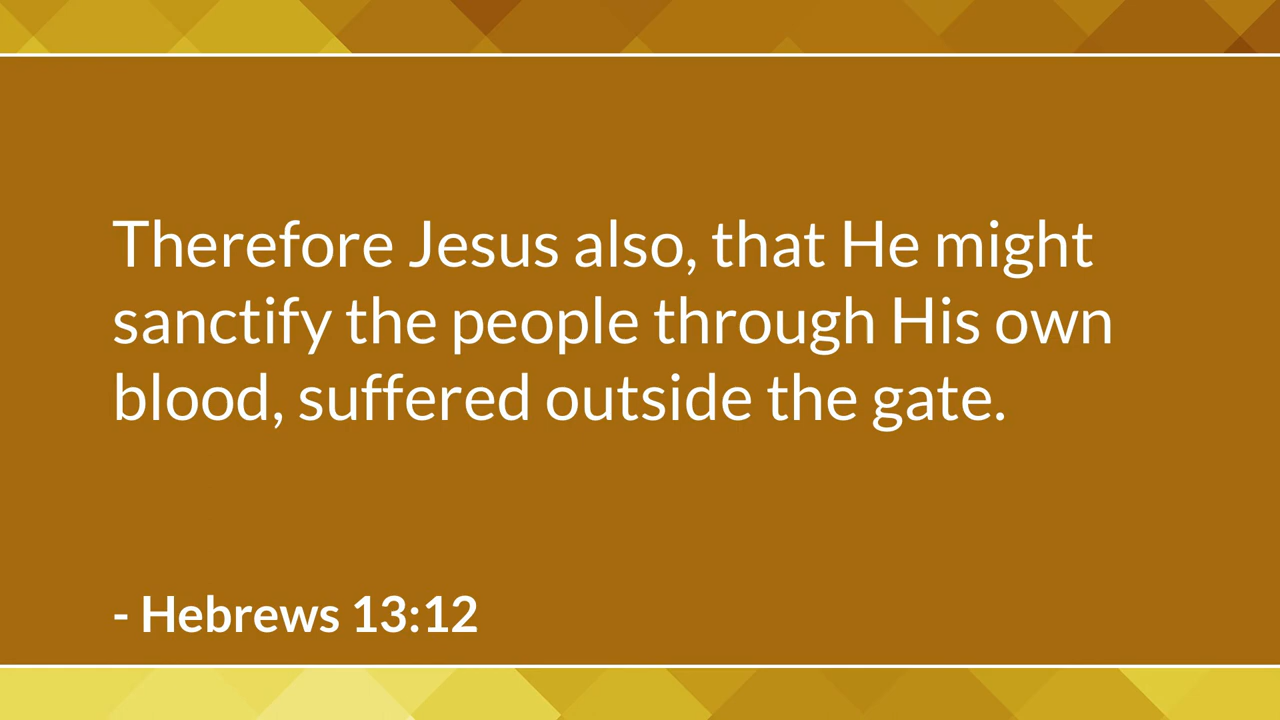 Therefore Jesus also, that He might
sanctify the people through His own
blood, suffered outside the gate.
- Hebrews 13:12